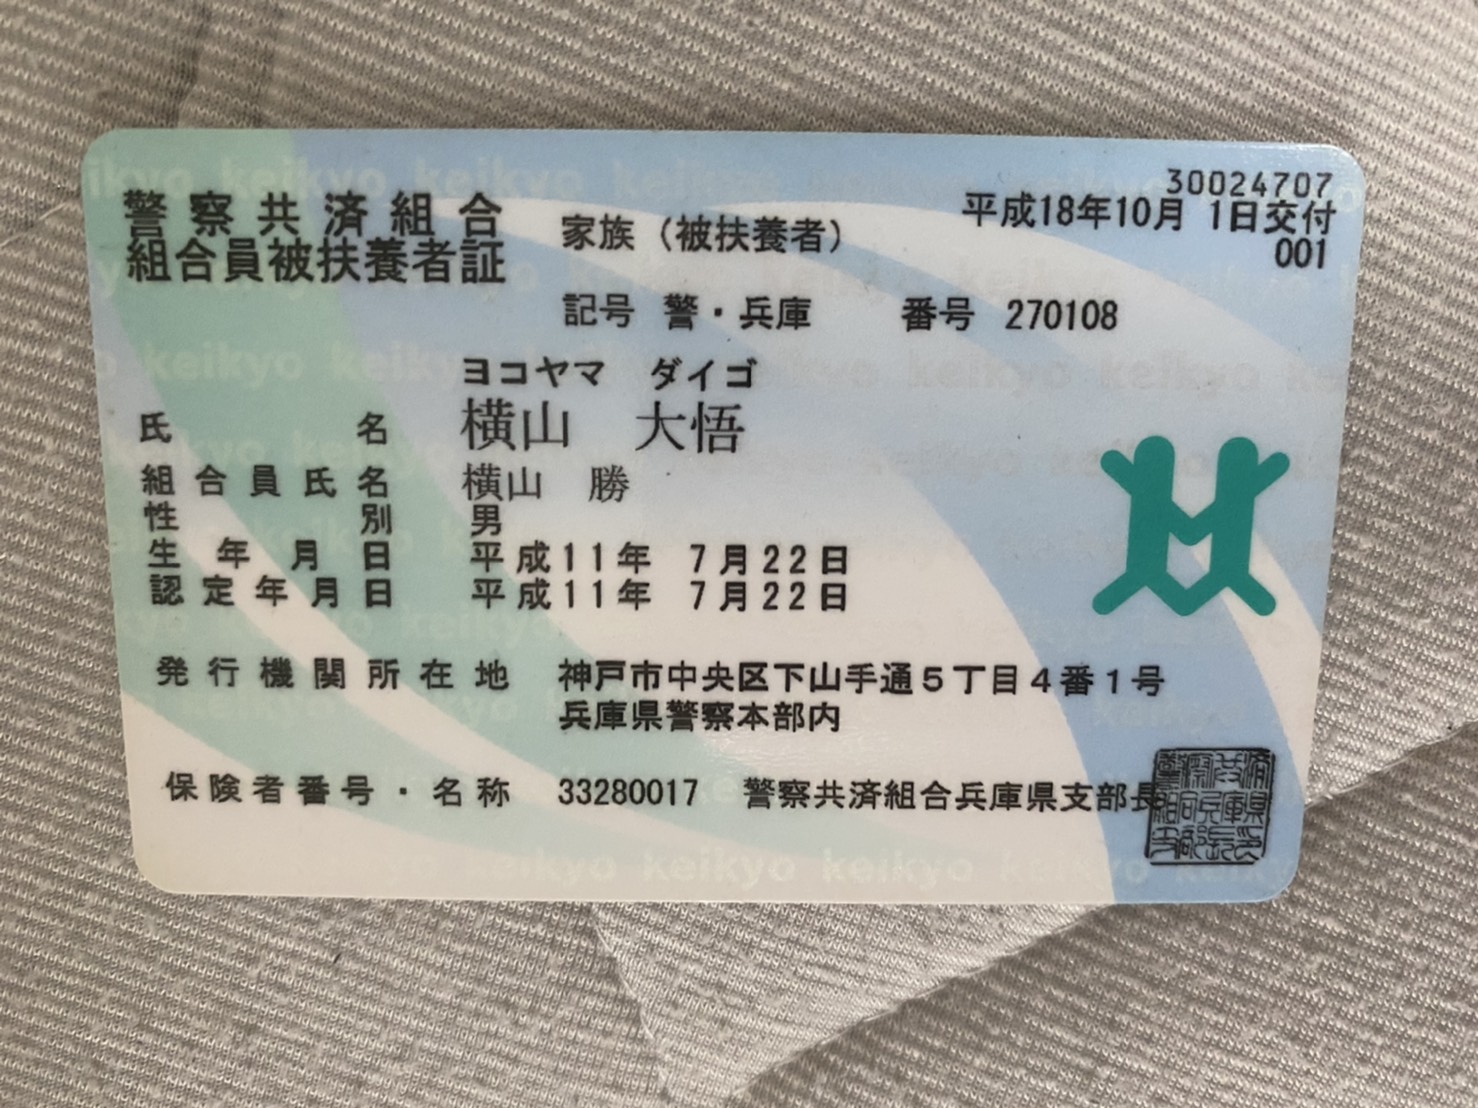 30024707
警察共済組合 家族（被扶養者） 平成18年10月 1日交付
組合員被扶養者証 001
記号 警・兵庫 番号 270108
ヨコヤマ ダイゴ
氏名 横山 大悟
組合員氏名 横山 勝
性別 男
生年月日 平成11年 7月22日
認定年月日 平成11年 7月22日
発行機関所在地 神戸市中央区下山手通5丁目4番1号
兵庫県警察本部内
保険者番号・名称 33280017 警察共済組合兵庫県支部長
keikyo keikyo keikyo